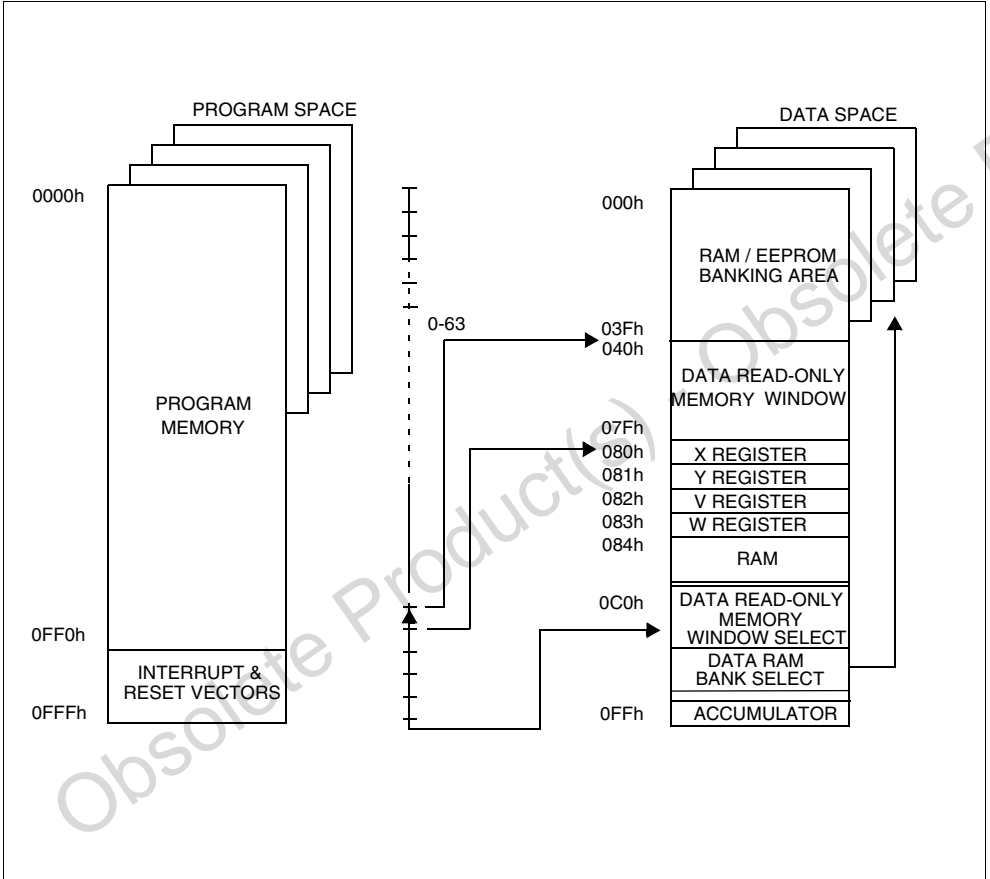 PROGRAM SPACE
0000h
PROGRAM
MEMORY
0FF0h
INTERRUPT &
RESET VECTORS
0FFFh
0-63
DATA SPACE
000h
RAM / EEPROM
BANKING AREA
03Fh
040h
DATA READ-ONLY
MEMORY WINDOW
07Fh
080h
X REGISTER
081h
Y REGISTER
082h
V REGISTER
083h
W REGISTER
084h
RAM
0C0h
DATA READ-ONLY
MEMORY
WINDOW SELECT
DATA RAM
BANK SELECT
0FFh
ACCUMULATOR
Obsolete Product(s) - Obsolete